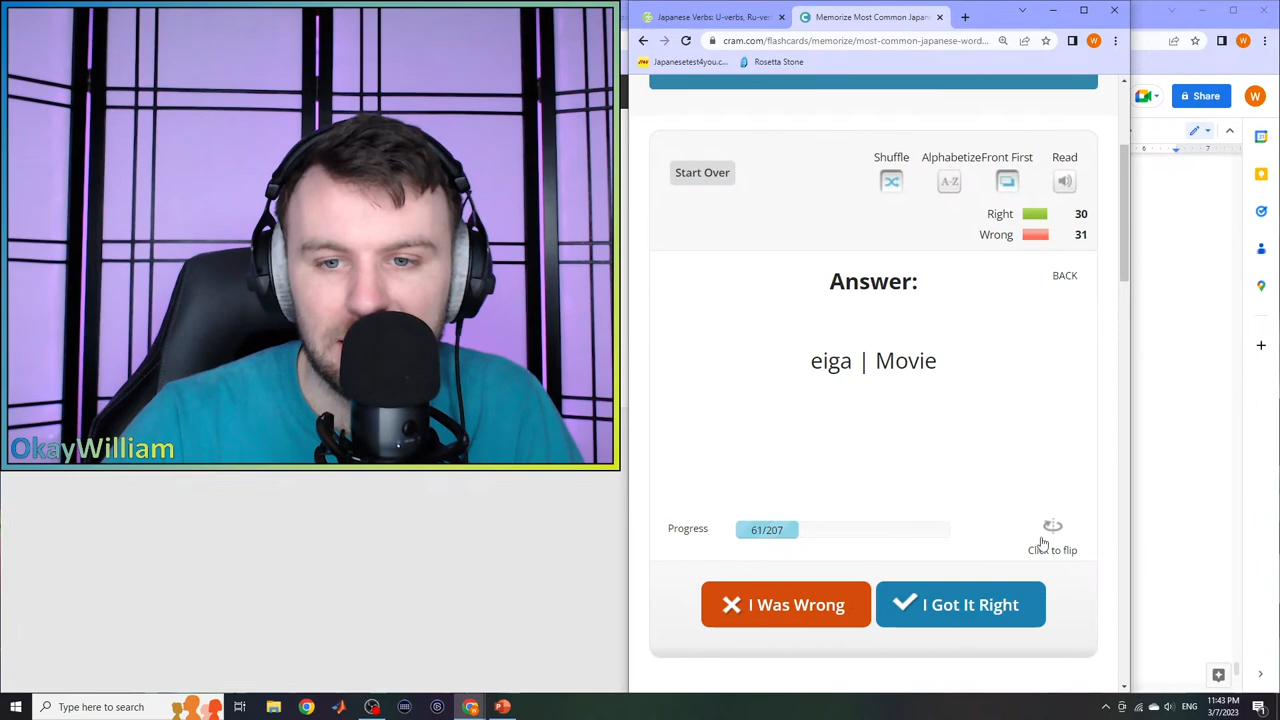 Japanese Verbs: U-verbs, Ru-ver
Memorize Most Common Japan
cram.com/flashcards/memorize/most-common-japanese-word...
W
Japanesetest4you.c...
Rosetta Stone
Share
W
W
6
7
Shuffle
Alphabetize
Front First
Read
Start Over
A-Z
Right
30
Wrong
31
BACK
Answer:
eiga | Movie
OkayWilliam
Progress
61/207
Click to flip
I Was Wrong
I Got It Right
Type here to search
ENG
11:43 PM
3/7/2023
1